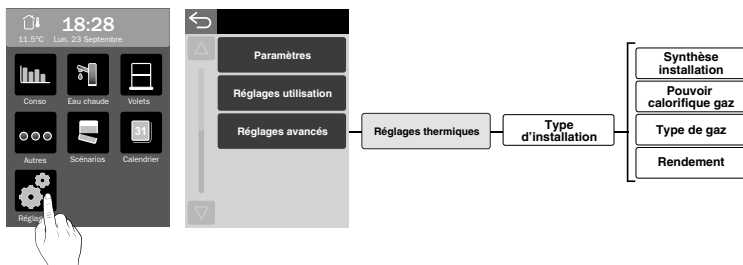 18:28
11.5°C Lun. 23 Septembre
Conso Eau chaude Volets
31
Autres Scénarios Calendrier
Paramètres
Réglages utilisation
Réglages avancés
Réglages thermiques
Type
d'installation
Synthèse
installation
Pouvoir
calorifique gaz
Type de gaz
Rendement